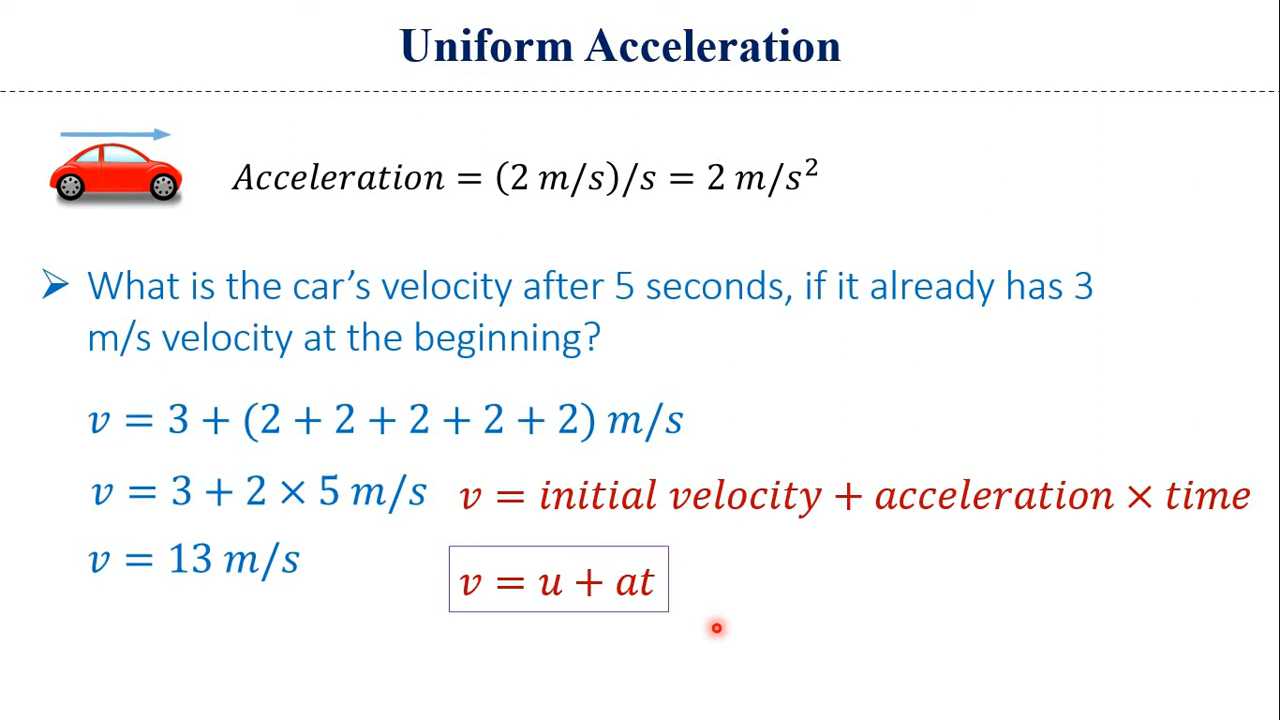 Uniform Acceleration
Acceleration = (2 m/s)/s = 2 m/s²
➢ What is the car’s velocity after 5 seconds, if it already has 3
m/s velocity at the beginning?
v = 3 + (2 + 2 + 2 + 2 + 2) m/s
v = 3 + 2 × 5 m/s
v = initial velocity + acceleration × time
v = 13 m/s
v = u + at